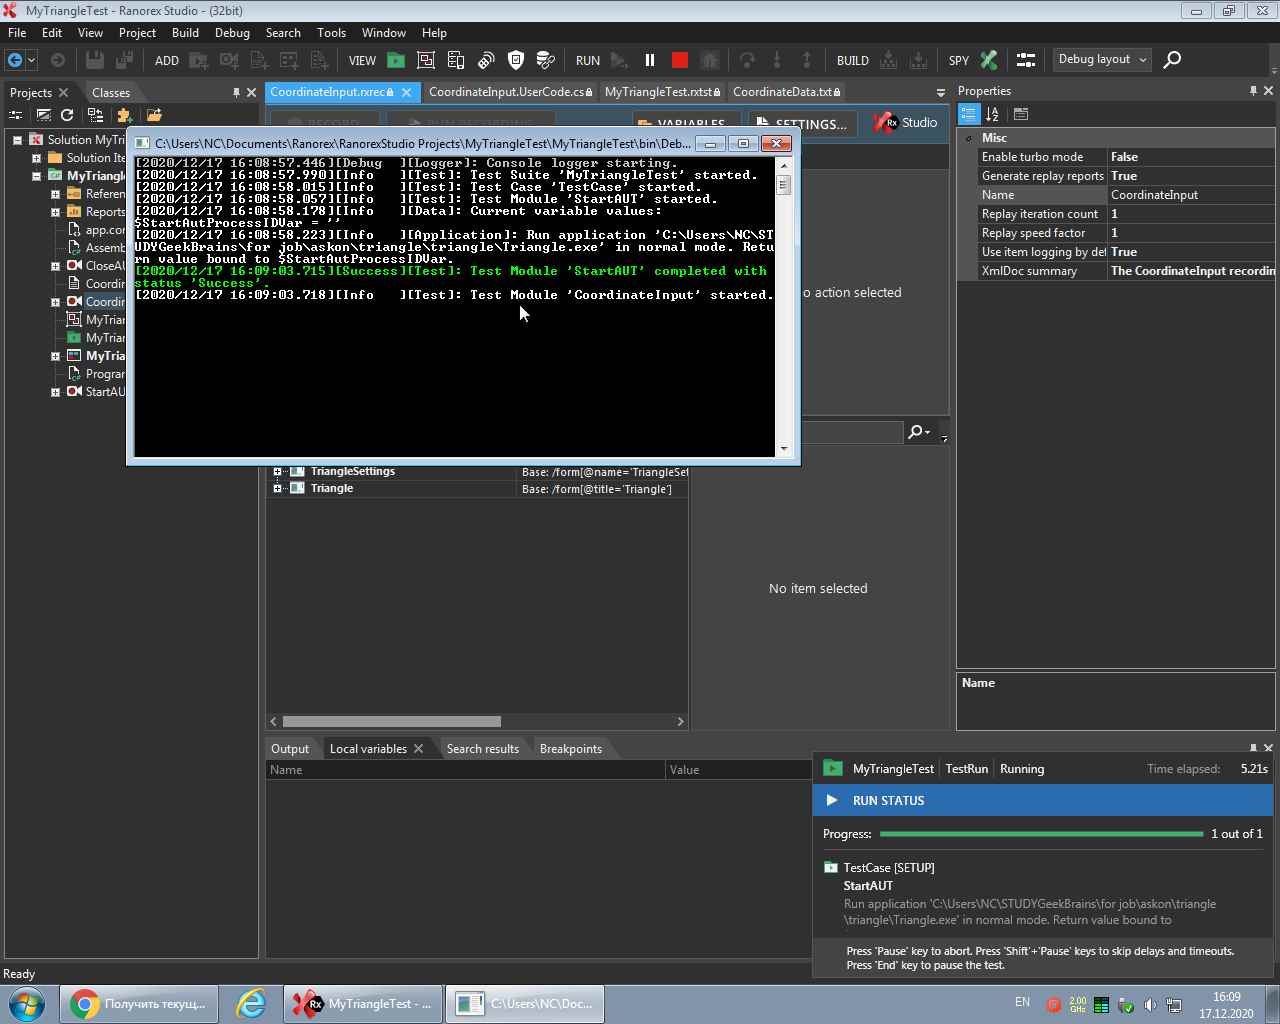 MyTriangleTest - Ranorex Studio - (32bit)
File Edit View Project Build Debug Search Tools Window Help
ADD VIEW RUN BUILD SPY Debug layout
Projects Classes
Solution MyTri
Solution Ite
MyTriangl
Referen
Reports
app.con
Assemb
CloseAU
Coordin
Coordin
MyTrian
MyTrian
MyTria
Program
StartAU
CoordinateInput.rxrec CoordinateInput.UserCode.cs MyTriangleTest.rxtst CoordinateData.txt
VARIABLES SETTINGS... Rx Studio
C:\Users\NC\Documents\Ranorex\RanorexStudio Projects\MyTriangleTest\MyTriangleTest\bin\Deb...
[2020/12/17 16:08:57.446][Debug ][Logger]: Console logger starting.
[2020/12/17 16:08:57.990][Info ][Test]: Test Suite 'MyTriangleTest' started.
[2020/12/17 16:08:58.015][Info ][Test]: Test Case 'TestCase' started.
[2020/12/17 16:08:58.057][Info ][Test]: Test Module 'StartAUT' started.
[2020/12/17 16:08:58.178][Info ][Data]: Current variable values:
$StartAutProcessIDVar = ''
[2020/12/17 16:08:58.223][Info ][Application]: Run application 'C:\Users\NC\ST
UDYGeekBrains\for job\askon\triangle\triangle\Triangle.exe' in normal mode. Retu
rn value bound to $StartAutProcessIDVar.
[2020/12/17 16:09:03.715][Success][Test]: Test Module 'StartAUT' completed with
status 'Success'.
[2020/12/17 16:09:03.718][Info ][Test]: Test Module 'CoordinateInput' started.
o action selected
TriangleSettings Base: /form[@name='TriangleSet
Triangle Base: /form[@title='Triangle']
No item selected
Properties
Misc
Enable turbo mode False
Generate replay reports True
Name CoordinateInput
Replay iteration count 1
Replay speed factor 1
Use item logging by def True
XmlDoc summary The CoordinateInput recordin
Name
Output Local variables Search results Breakpoints
Name Value
MyTriangleTest TestRun Running Time elapsed: 5.21s
RUN STATUS
Progress: 1 out of 1
TestCase [SETUP]
StartAUT
Run application 'C:\Users\NC\STUDYGeekBrains\for job\askon\triangle
\triangle\Triangle.exe' in normal mode. Return value bound to
Press 'Pause' key to abort. Press 'Shift'+'Pause' keys to skip delays and timeouts.
Press 'End' key to pause the test.
Ready
Получить текущ... MyTriangleTest - ... C:\Users\NC\Doc...
EN 2.00 GHz 16:09
17.12.2020